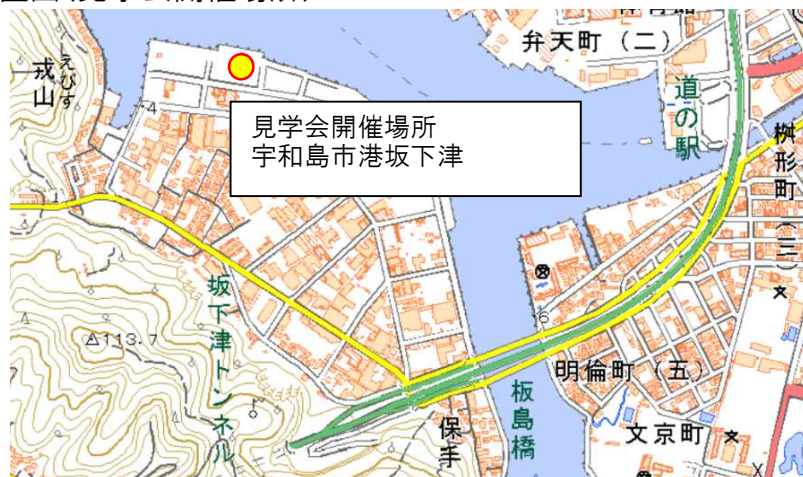 弁天町（二）
戎山
えびす
道の駅
見学会開催場所
宇和島市港坂下津
桝形町（三）
坂下津トンネル
113.7
明倫町（五）
板島橋
保手
文京町